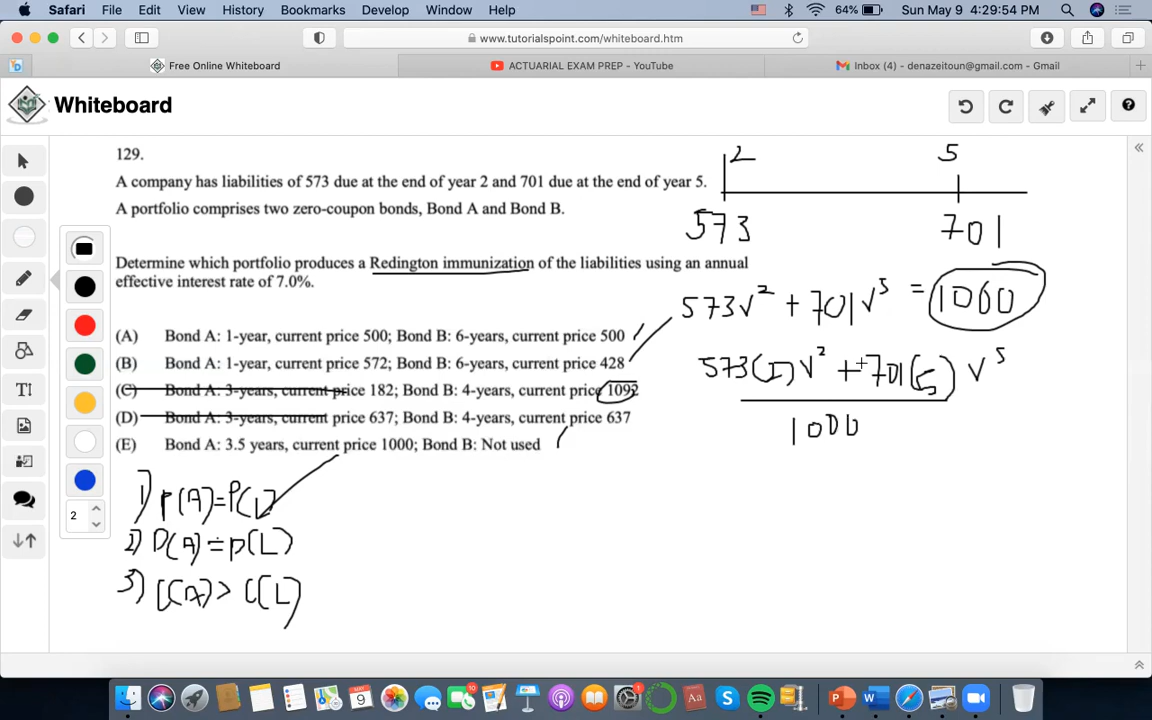 Safari File Edit View History Bookmarks Develop Window Help 64% Sun May 9 4:29:54 PM
www.tutorialspoint.com/whiteboard.htm
Free Online Whiteboard ACTUARIAL EXAM PREP - YouTube Inbox (4) - denazeitoun@gmail.com - Gmail
Whiteboard
129.
A company has liabilities of 573 due at the end of year 2 and 701 due at the end of year 5.
A portfolio comprises two zero-coupon bonds, Bond A and Bond B.
Determine which portfolio produces a Redington immunization of the liabilities using an annual
effective interest rate of 7.0%.
(A) Bond A: 1-year, current price 500; Bond B: 6-years, current price 500
(B) Bond A: 1-year, current price 572; Bond B: 6-years, current price 428
(C) Bond A: 3-years, current price 182; Bond B: 4-years, current price 1092
(D) Bond A: 3-years, current price 637; Bond B: 4-years, current price 637
(E) Bond A: 3.5 years, current price 1000; Bond B: Not used
2 5
573 701
573v² + 701v⁵ = 1000
573(2)v² + 701(5)v⁵
1000
1) P(A)=P(L)
2) D(A)=D(L)
3) C(A)>C(L)
2
10
1